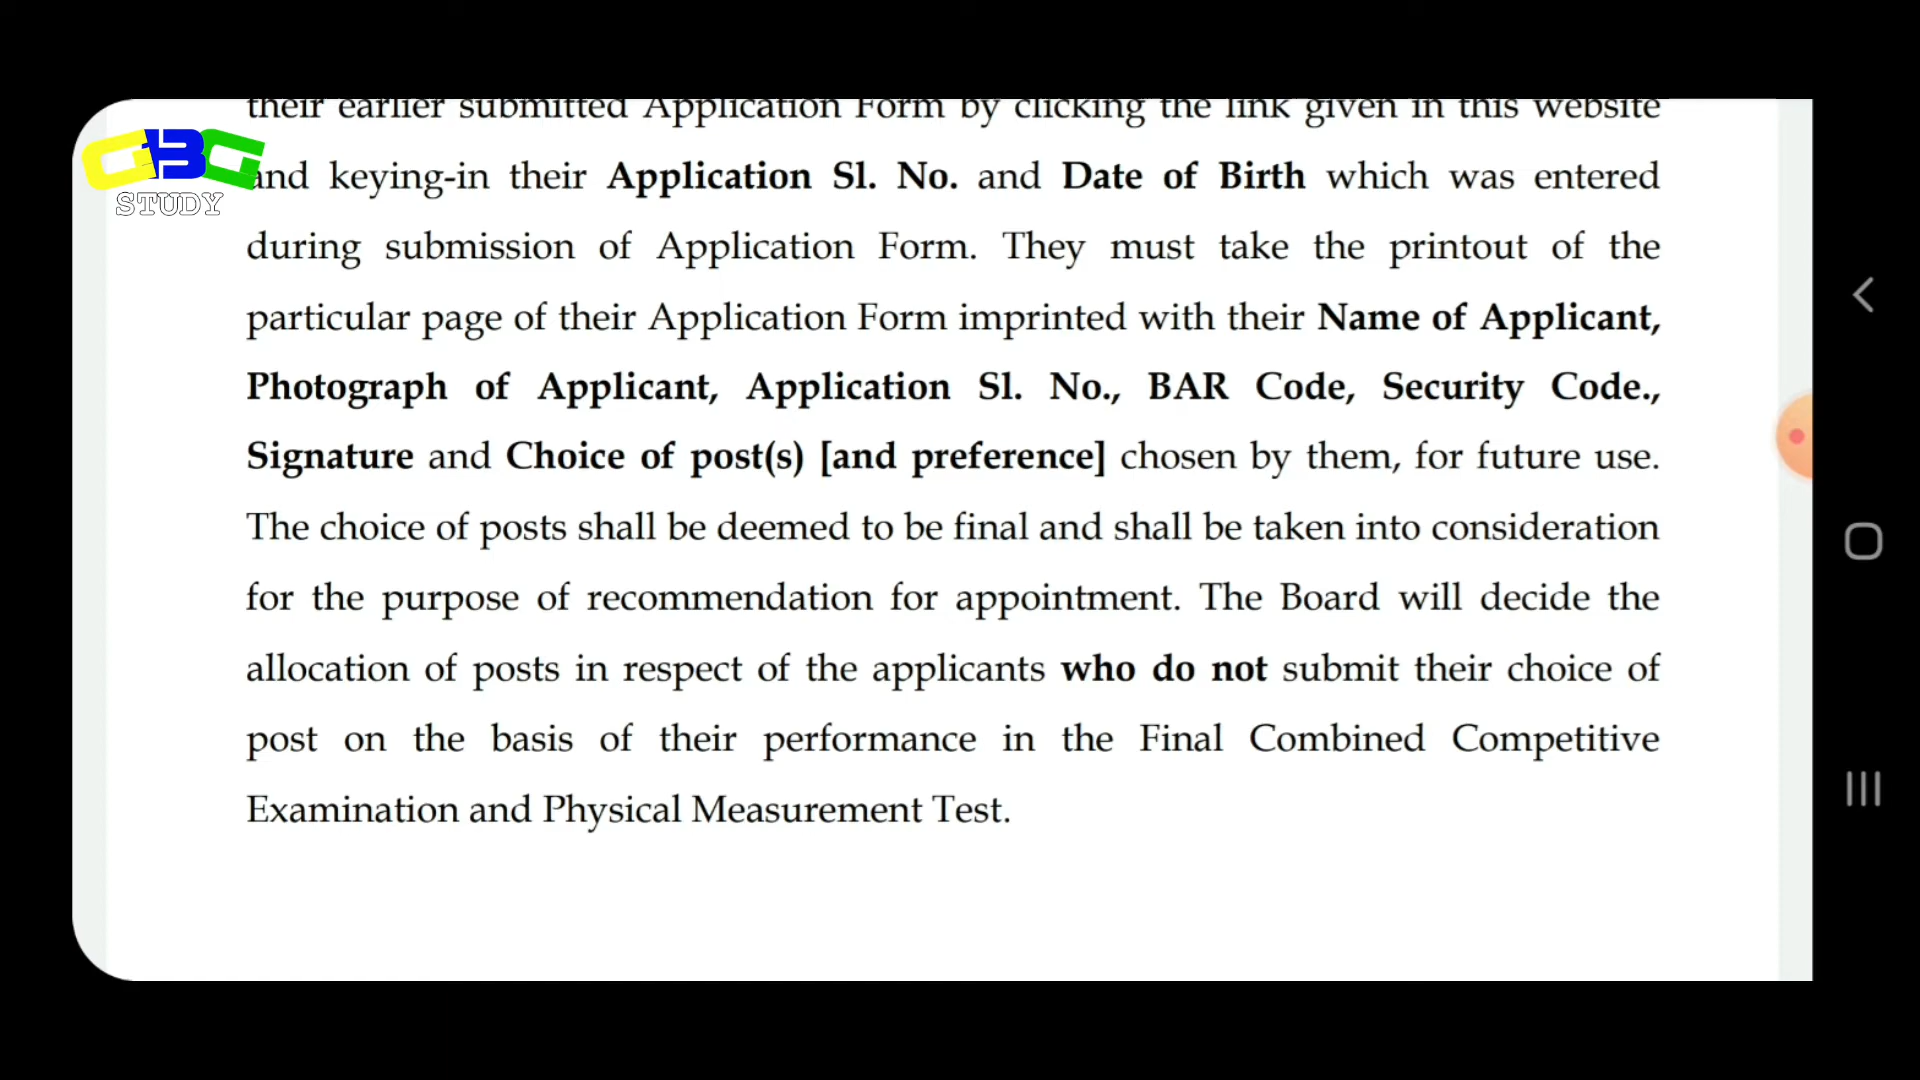 their earlier submitted Application Form by clicking the link given in this website
GBG
STUDY
and keying-in their Application Sl. No. and Date of Birth which was entered
during submission of Application Form. They must take the printout of the
particular page of their Application Form imprinted with their Name of Applicant,
Photograph of Applicant, Application Sl. No., BAR Code, Security Code.,
Signature and Choice of post(s) [and preference] chosen by them, for future use.
The choice of posts shall be deemed to be final and shall be taken into consideration
for the purpose of recommendation for appointment. The Board will decide the
allocation of posts in respect of the applicants who do not submit their choice of
post on the basis of their performance in the Final Combined Competitive
Examination and Physical Measurement Test.